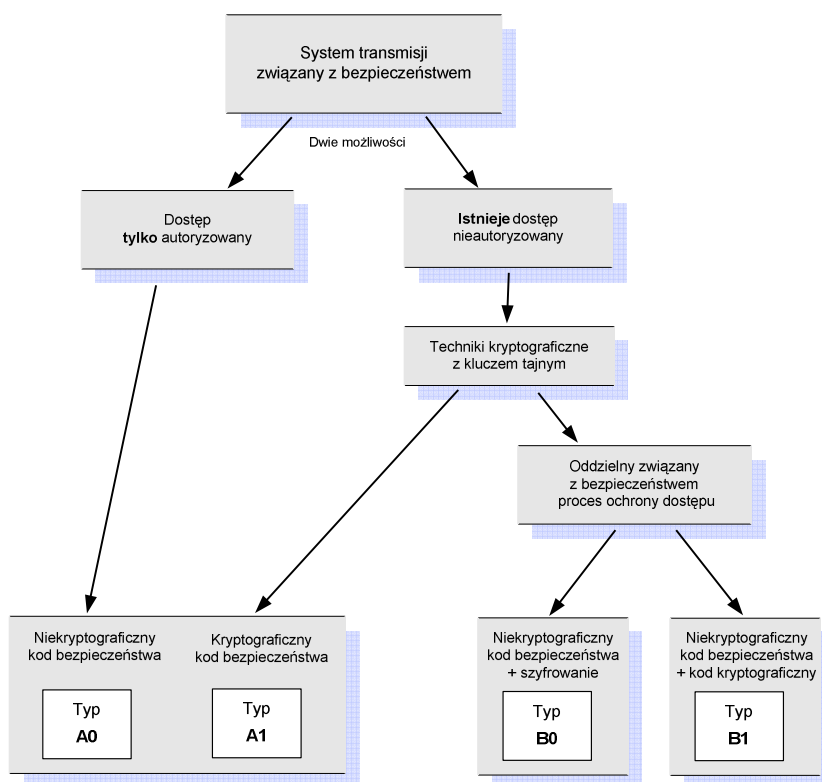 System transmisji
związany z bezpieczeństwem
Dwie możliwości
Dostęp
tylko autoryzowany
Istnieje dostęp
nieautoryzowany
Techniki kryptograficzne
z kluczem tajnym
Oddzielny związany
z bezpieczeństwem
proces ochrony dostępu
Niekryptograficzny
kod bezpieczeństwa
Typ
A0
Kryptograficzny
kod bezpieczeństwa
Typ
A1
Niekryptograficzny
kod bezpieczeństwa
+ szyfrowanie
Typ
B0
Niekryptograficzny
kod bezpieczeństwa
+ kod kryptograficzny
Typ
B1